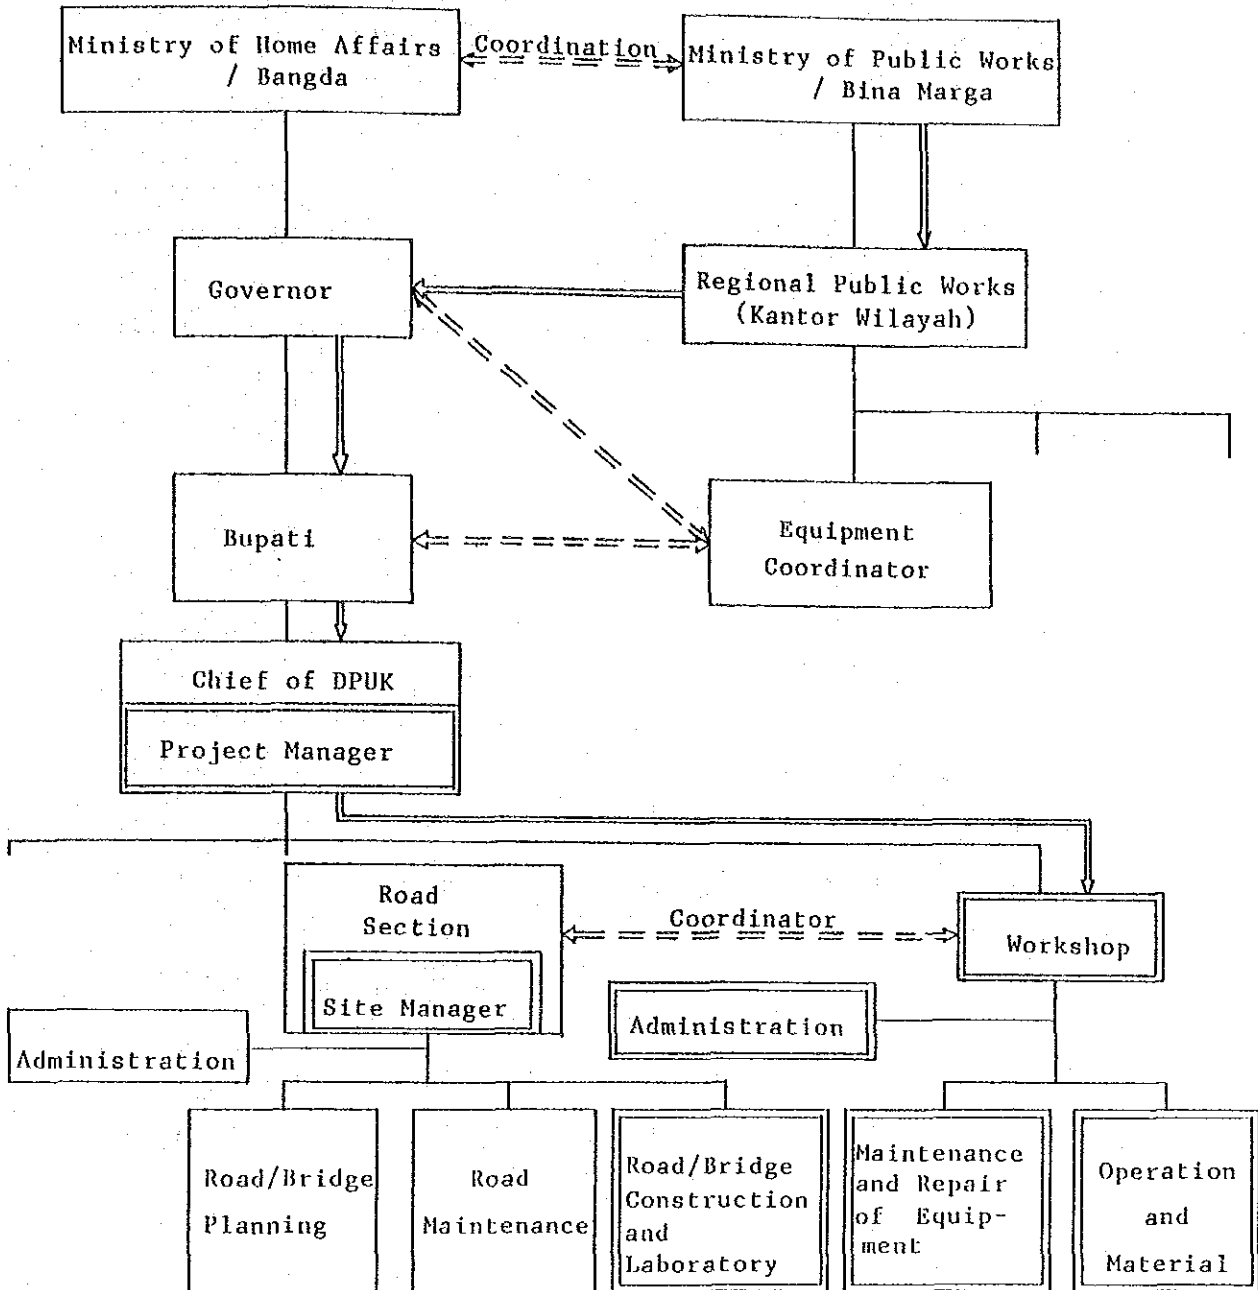 Ministry of Home Affairs
/ Bangda
Coordination
Ministry of Public Works
/ Bina Marga
Governor
Regional Public Works
(Kantor Wilayah)
Bupati
Equipment
Coordinator
Chief of DPUK
Project Manager
Road
Section
Site Manager
Coordinator
Workshop
Administration
Administration
Road/Bridge
Planning
Road
Maintenance
Road/Bridge
Construction
and
Laboratory
Maintenance
and Repair
of Equip-
ment
Operation
and
Material